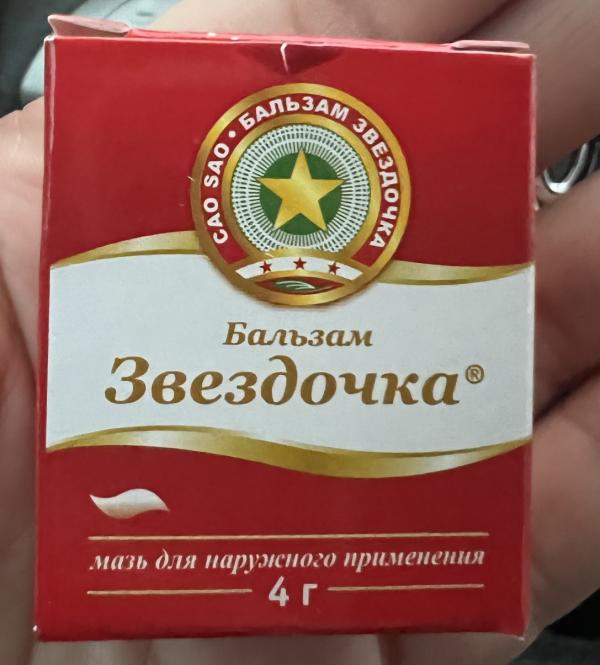 CAO SAO • БАЛЬЗАМ ЗВЕЗДОЧКА
Бальзам
Звездочка®
мазь для наружного применения
4 г